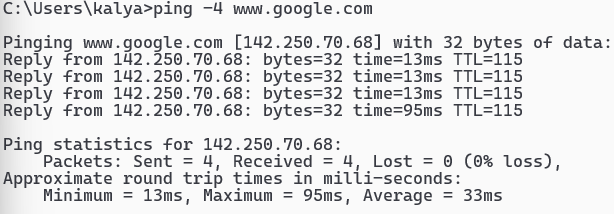 C:\Users\kalya>ping -4 www.google.com
Pinging www.google.com [142.250.70.68] with 32 bytes of data:
Reply from 142.250.70.68: bytes=32 time=13ms TTL=115
Reply from 142.250.70.68: bytes=32 time=13ms TTL=115
Reply from 142.250.70.68: bytes=32 time=13ms TTL=115
Reply from 142.250.70.68: bytes=32 time=95ms TTL=115
Ping statistics for 142.250.70.68:
    Packets: Sent = 4, Received = 4, Lost = 0 (0% loss),
Approximate round trip times in milli-seconds:
    Minimum = 13ms, Maximum = 95ms, Average = 33ms